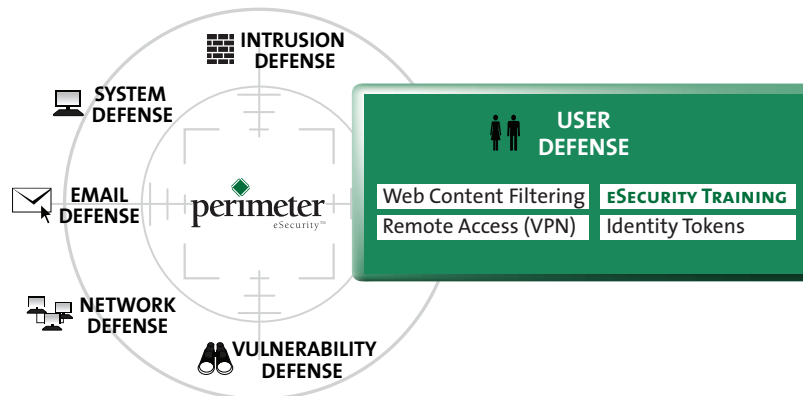 INTRUSION
DEFENSE
SYSTEM
DEFENSE
EMAIL
DEFENSE
NETWORK
DEFENSE
VULNERABILITY
DEFENSE
perimeter
eSecurity™
USER
DEFENSE
Web Content Filtering
eSecurity Training
Remote Access (VPN)
Identity Tokens